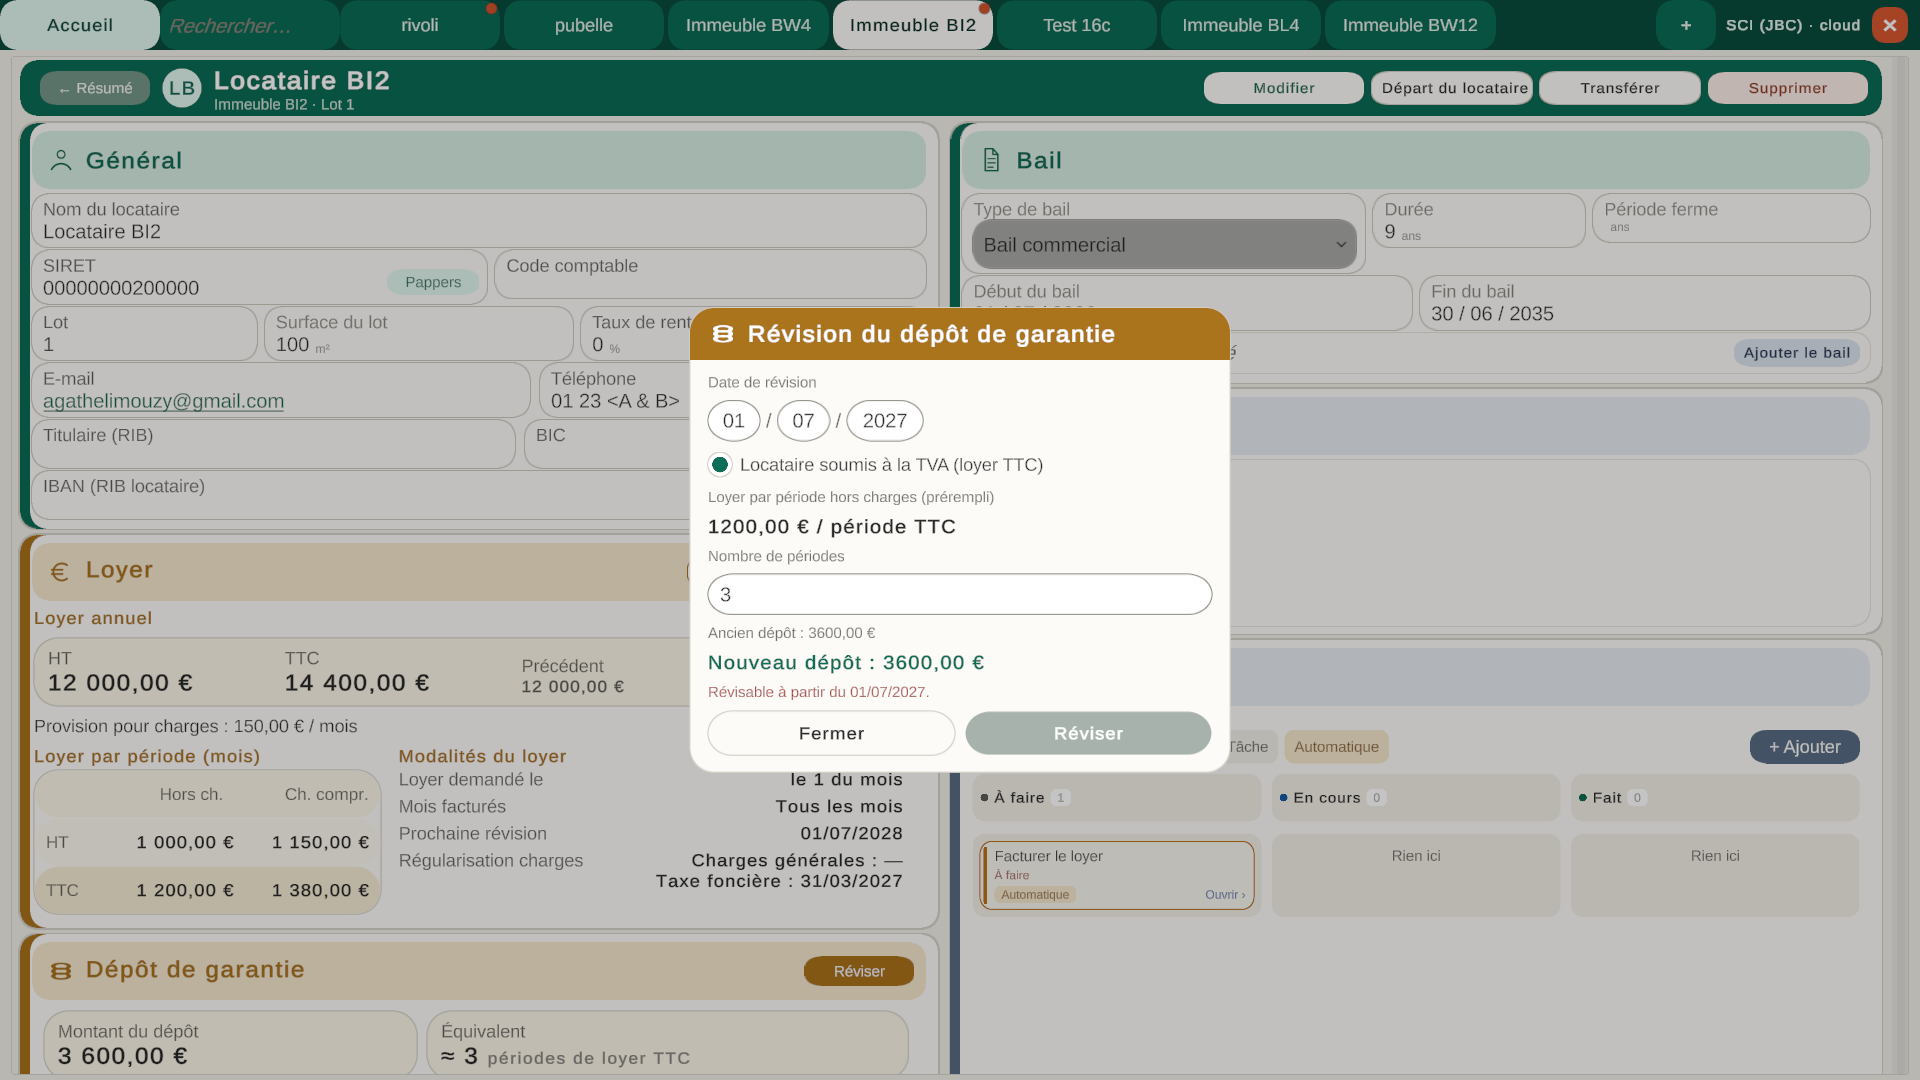 Accueil
Rechercher…
rivoli
pubelle
Immeuble BW4
Immeuble BI2
Test 16c
Immeuble BL4
Immeuble BW12
+
SCI (JBC) · cloud
×
← Résumé
LB
Locataire BI2
Immeuble BI2 · Lot 1
Modifier
Départ du locataire
Transférer
Supprimer
Général
Nom du locataire
Locataire BI2
SIRET
00000000200000
Pappers
Code comptable
Lot
1
Surface du lot
100 m²
Taux de rent
0 %
E-mail
agathelimouzy@gmail.com
Téléphone
01 23 <A & B>
Titulaire (RIB)
BIC
IBAN (RIB locataire)
Bail
Type de bail
Bail commercial
Durée
9 ans
Période ferme
ans
Début du bail
Fin du bail
30 / 06 / 2035
Ajouter le bail
Révision du dépôt de garantie
Date de révision
01 / 07 / 2027
Locataire soumis à la TVA (loyer TTC)
Loyer par période hors charges (prérempli)
1200,00 € / période TTC
Nombre de périodes
3
Ancien dépôt : 3600,00 €
Nouveau dépôt : 3600,00 €
Révisable à partir du 01/07/2027.
Fermer
Réviser
€ Loyer
Loyer annuel
HT
12 000,00 €
TTC
14 400,00 €
Précédent
12 000,00 €
Provision pour charges : 150,00 € / mois
Loyer par période (mois)
Hors ch.
Ch. compr.
HT
1 000,00 €
1 150,00 €
TTC
1 200,00 €
1 380,00 €
Modalités du loyer
Loyer demandé le
le 1 du mois
Mois facturés
Tous les mois
Prochaine révision
01/07/2028
Régularisation charges
Charges générales : —
Taxe foncière : 31/03/2027
Dépôt de garantie
Réviser
Montant du dépôt
3 600,00 €
Équivalent
≈ 3 périodes de loyer TTC
Tâche
Automatique
+ Ajouter
À faire 1
En cours 0
Fait 0
Facturer le loyer
À faire
Automatique
Ouvrir ›
Rien ici
Rien ici